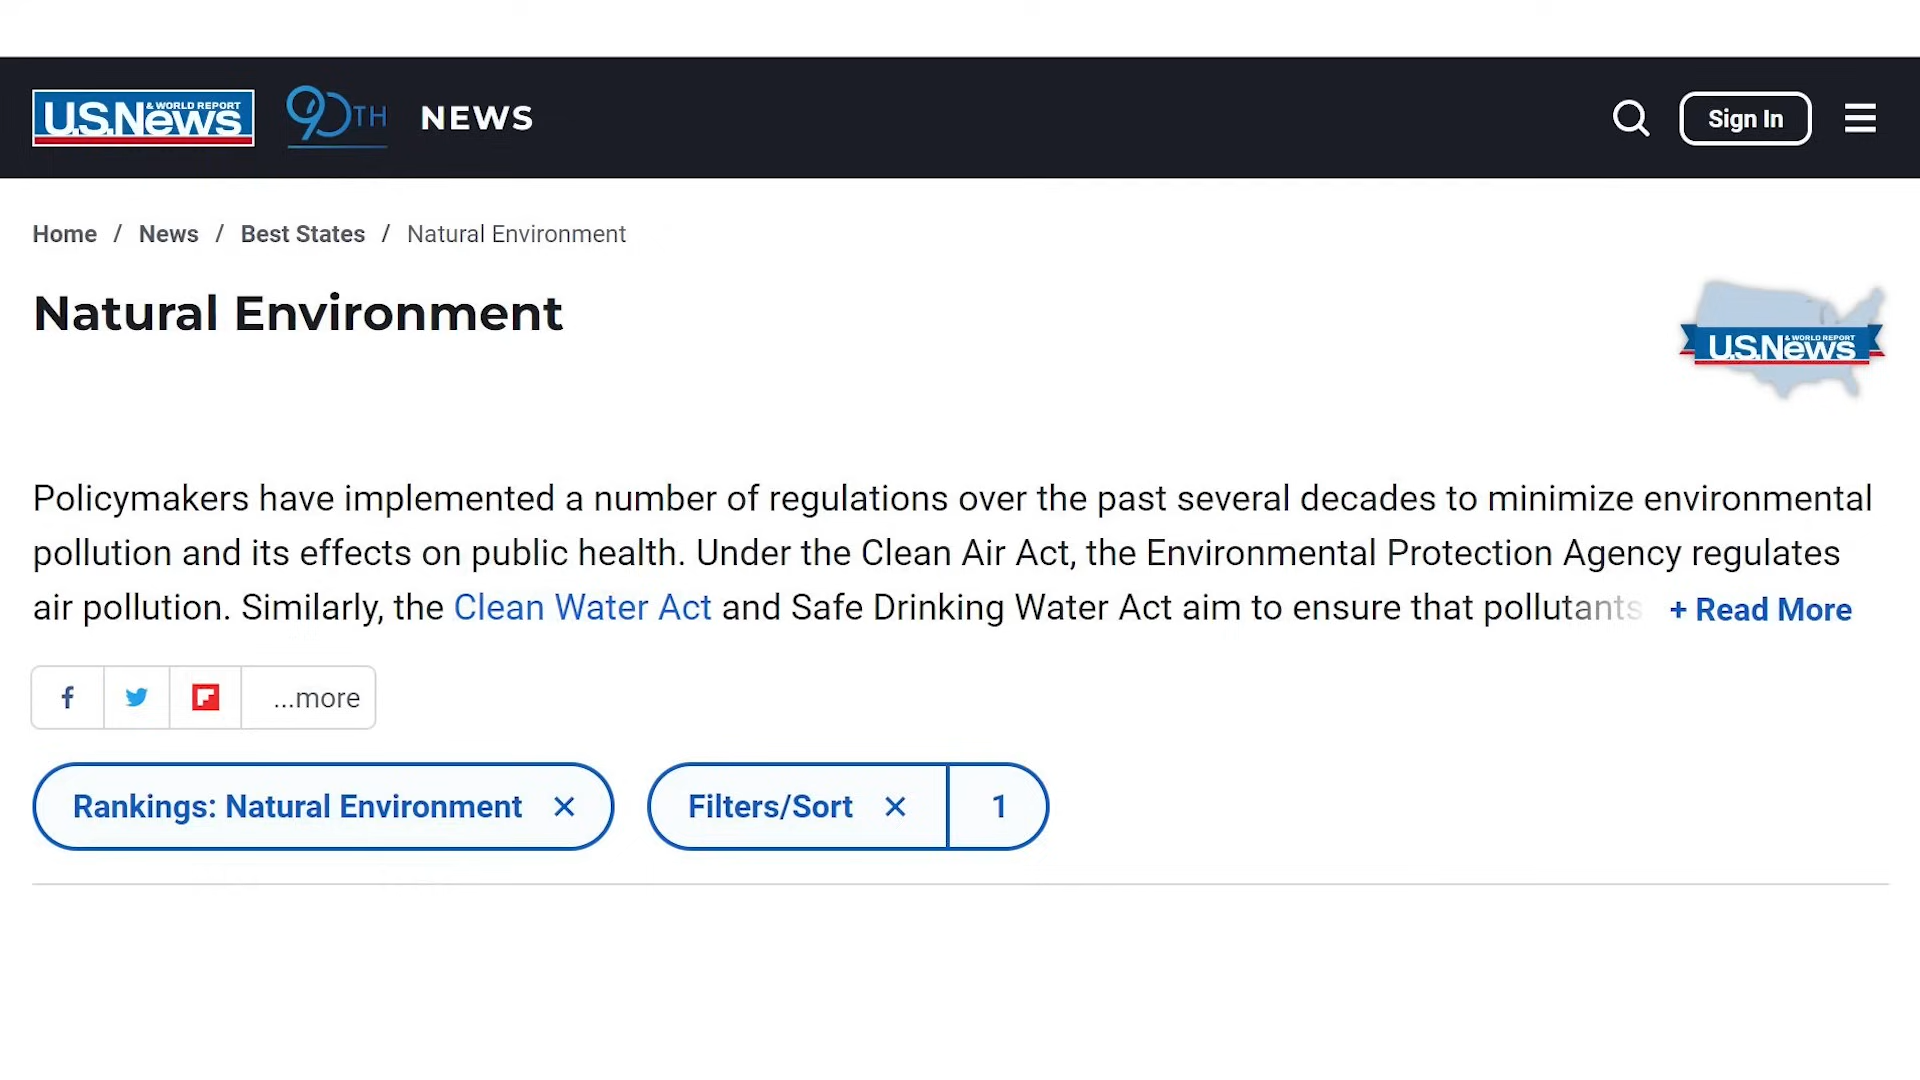 U.S.News & WORLD REPORT 90TH NEWS Sign In
Home / News / Best States / Natural Environment
Natural Environment
U.S.News & WORLD REPORT
Policymakers have implemented a number of regulations over the past several decades to minimize environmental
pollution and its effects on public health. Under the Clean Air Act, the Environmental Protection Agency regulates
air pollution. Similarly, the Clean Water Act and Safe Drinking Water Act aim to ensure that pollutants + Read More
...more
Rankings: Natural Environment × Filters/Sort × 1